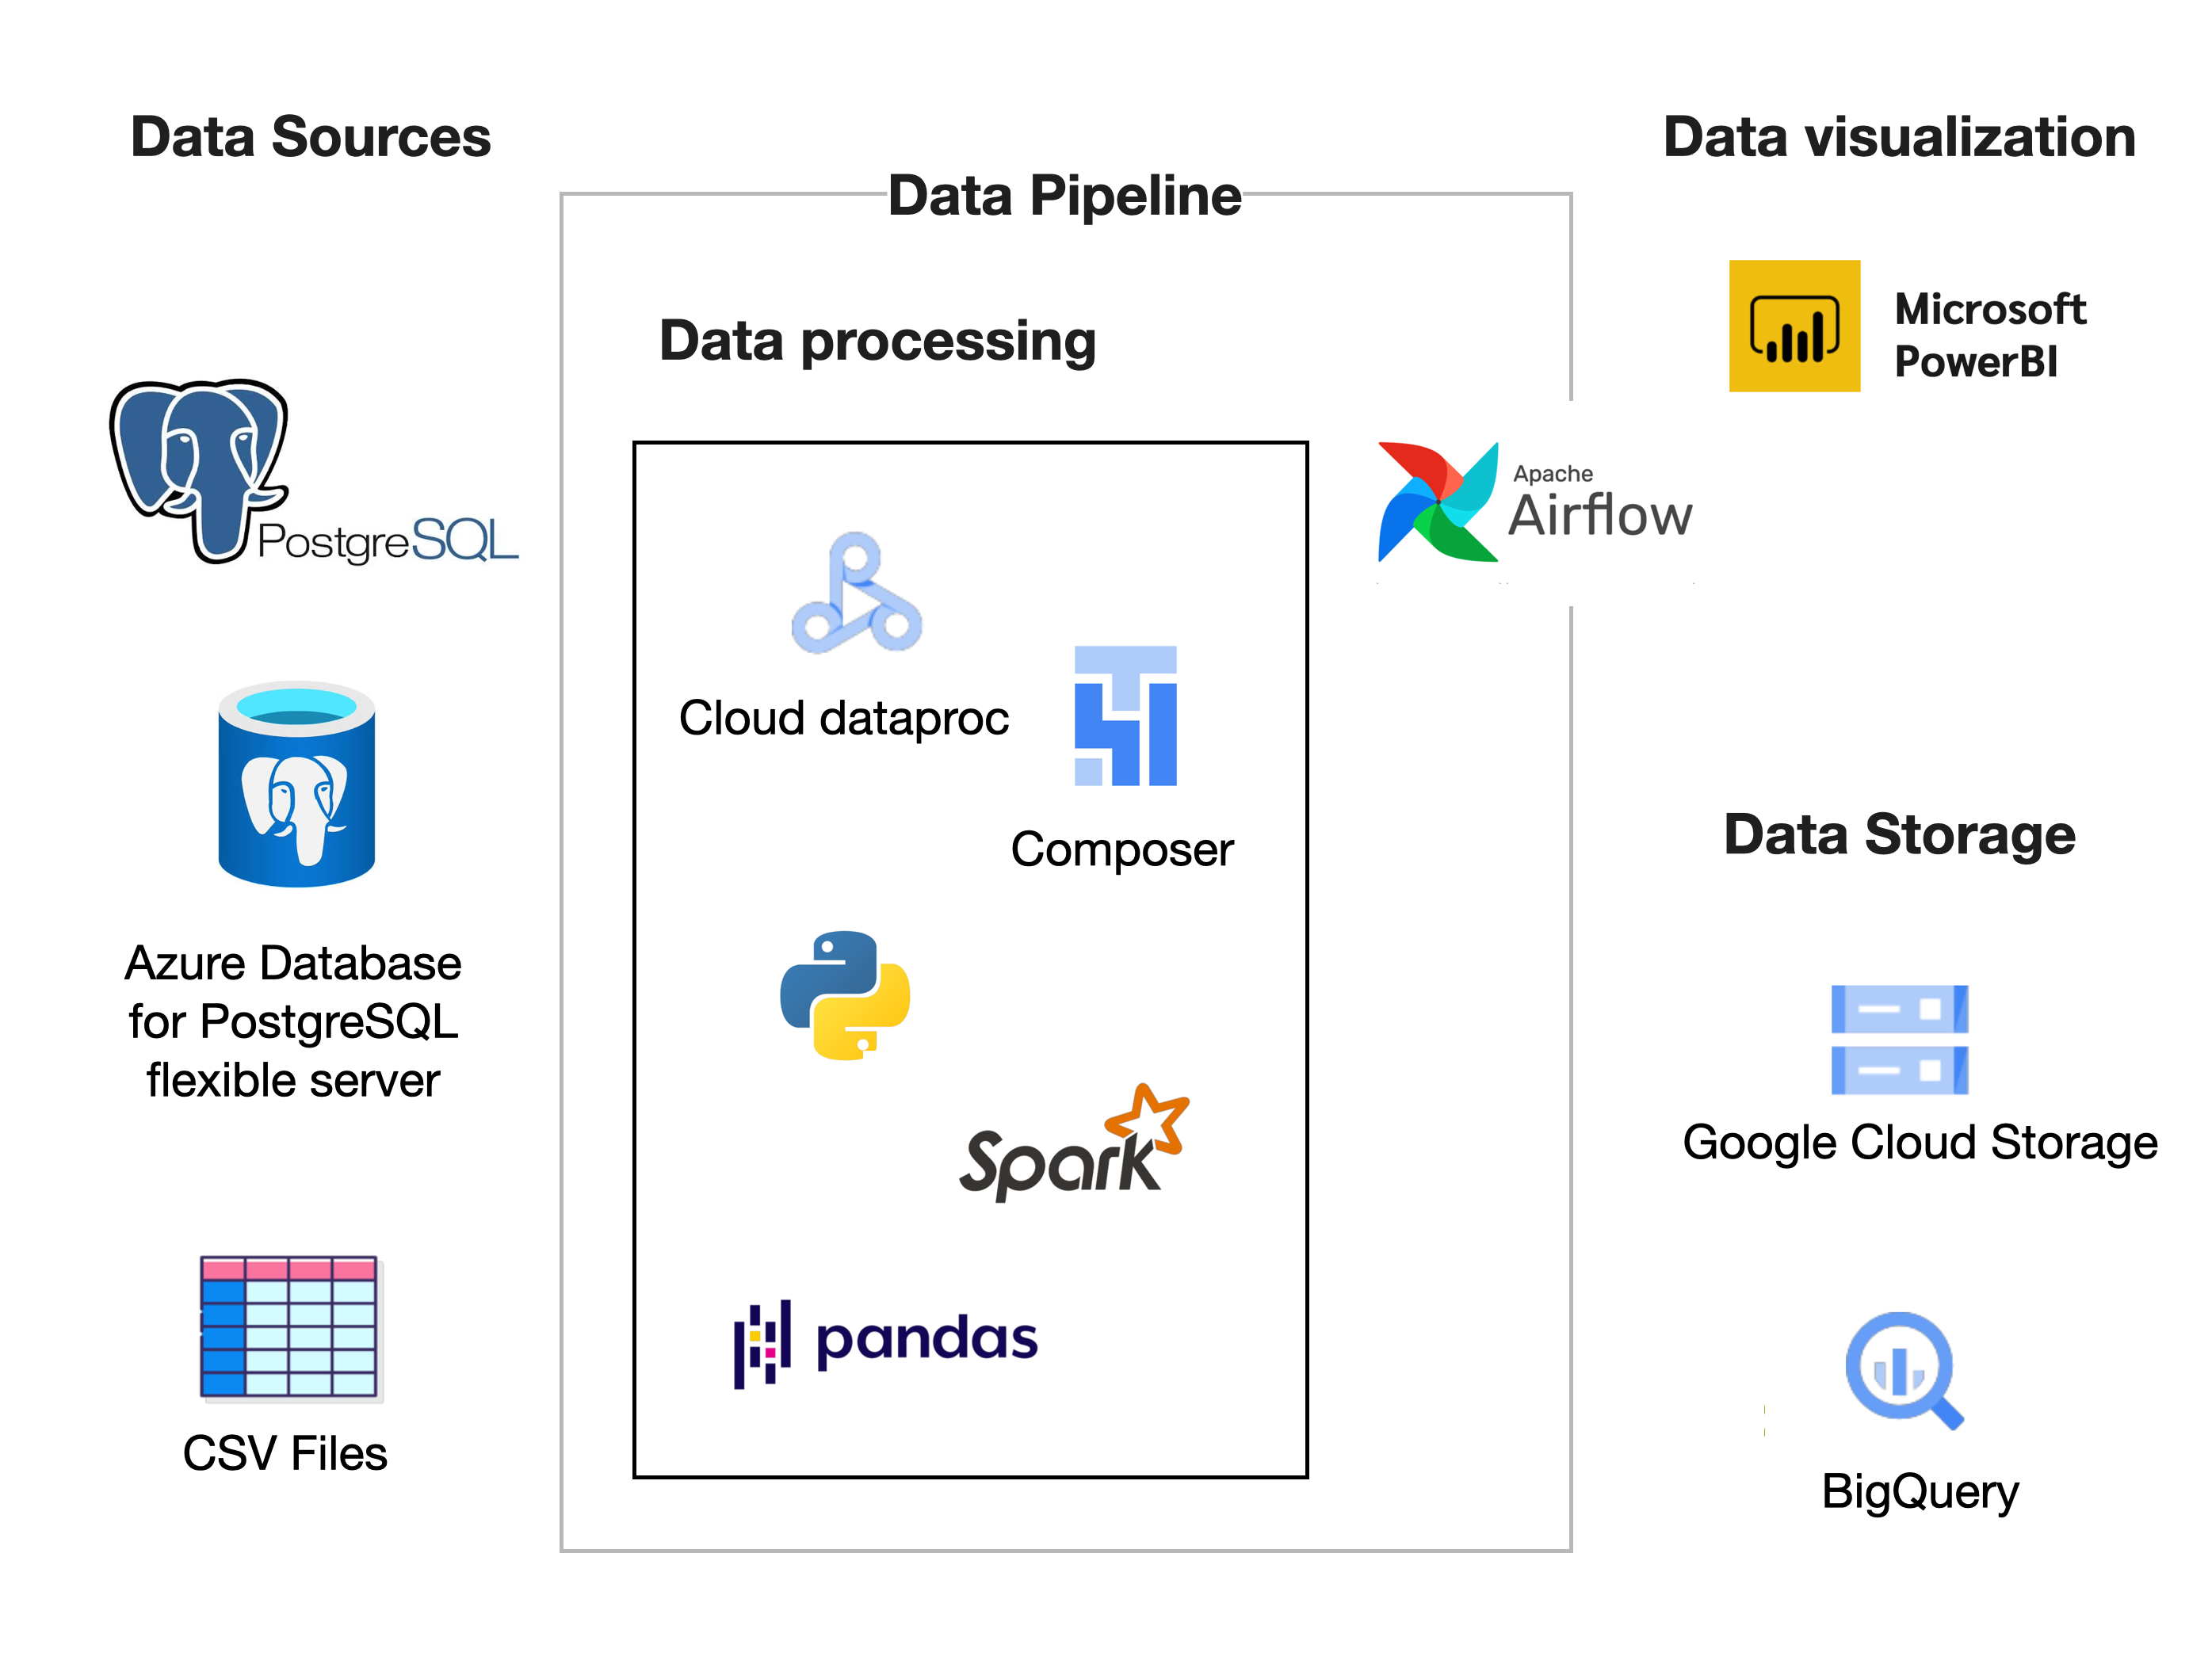 Data Sources
PostgreSQL
Azure Database
for PostgreSQL
flexible server
CSV Files
Data Pipeline
Data processing
Cloud dataproc
Composer
Spark
pandas
Apache
Airflow
Data visualization
Microsoft
PowerBI
Data Storage
Google Cloud Storage
BigQuery